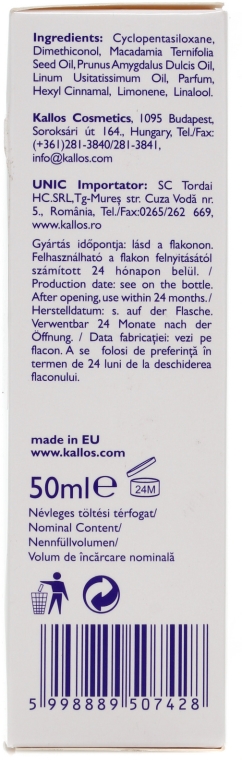 Ingredients: Cyclopentasiloxane,
Dimethiconol, Macadamia Ternifolia
Seed Oil, Prunus Amygdalus Dulcis Oil,
Linum Usitatissimum Oil, Parfum,
Hexyl Cinnamal, Limonene, Linalool.
Kallos Cosmetics, 1095 Budapest,
Soroksári út 164., Hungary, Tel./Fax:
(+361)281-3840/281-3841,
info@kallos.com
UNIC Importator: SC Tordai
HC.SRL,Tg-Mureș str. Cuza Vodă nr.
5., România, Tel./Fax:0265/262 669,
www.kallos.ro
Gyártás időpontja: lásd a flakonon.
Felhasználható a flakon felnyitásától
számított 24 hónapon belül. /
Production date: see on the bottle.
After opening, use within 24 months. /
Herstelldatum: s. auf der Flasche.
Verwentbar 24 Monate nach der
Öffnung. / Data fabricației: vezi pe
flacon. A se folosi de preferință în
termen de 24 luni de la deschiderea
flaconului.
made in EU
www.kallos.com
50ml e 24M
Névleges töltési térfogat/
Nominal Content/
Nennfüllvolumen/
Volum de încărcare nominală
5 998889 507428